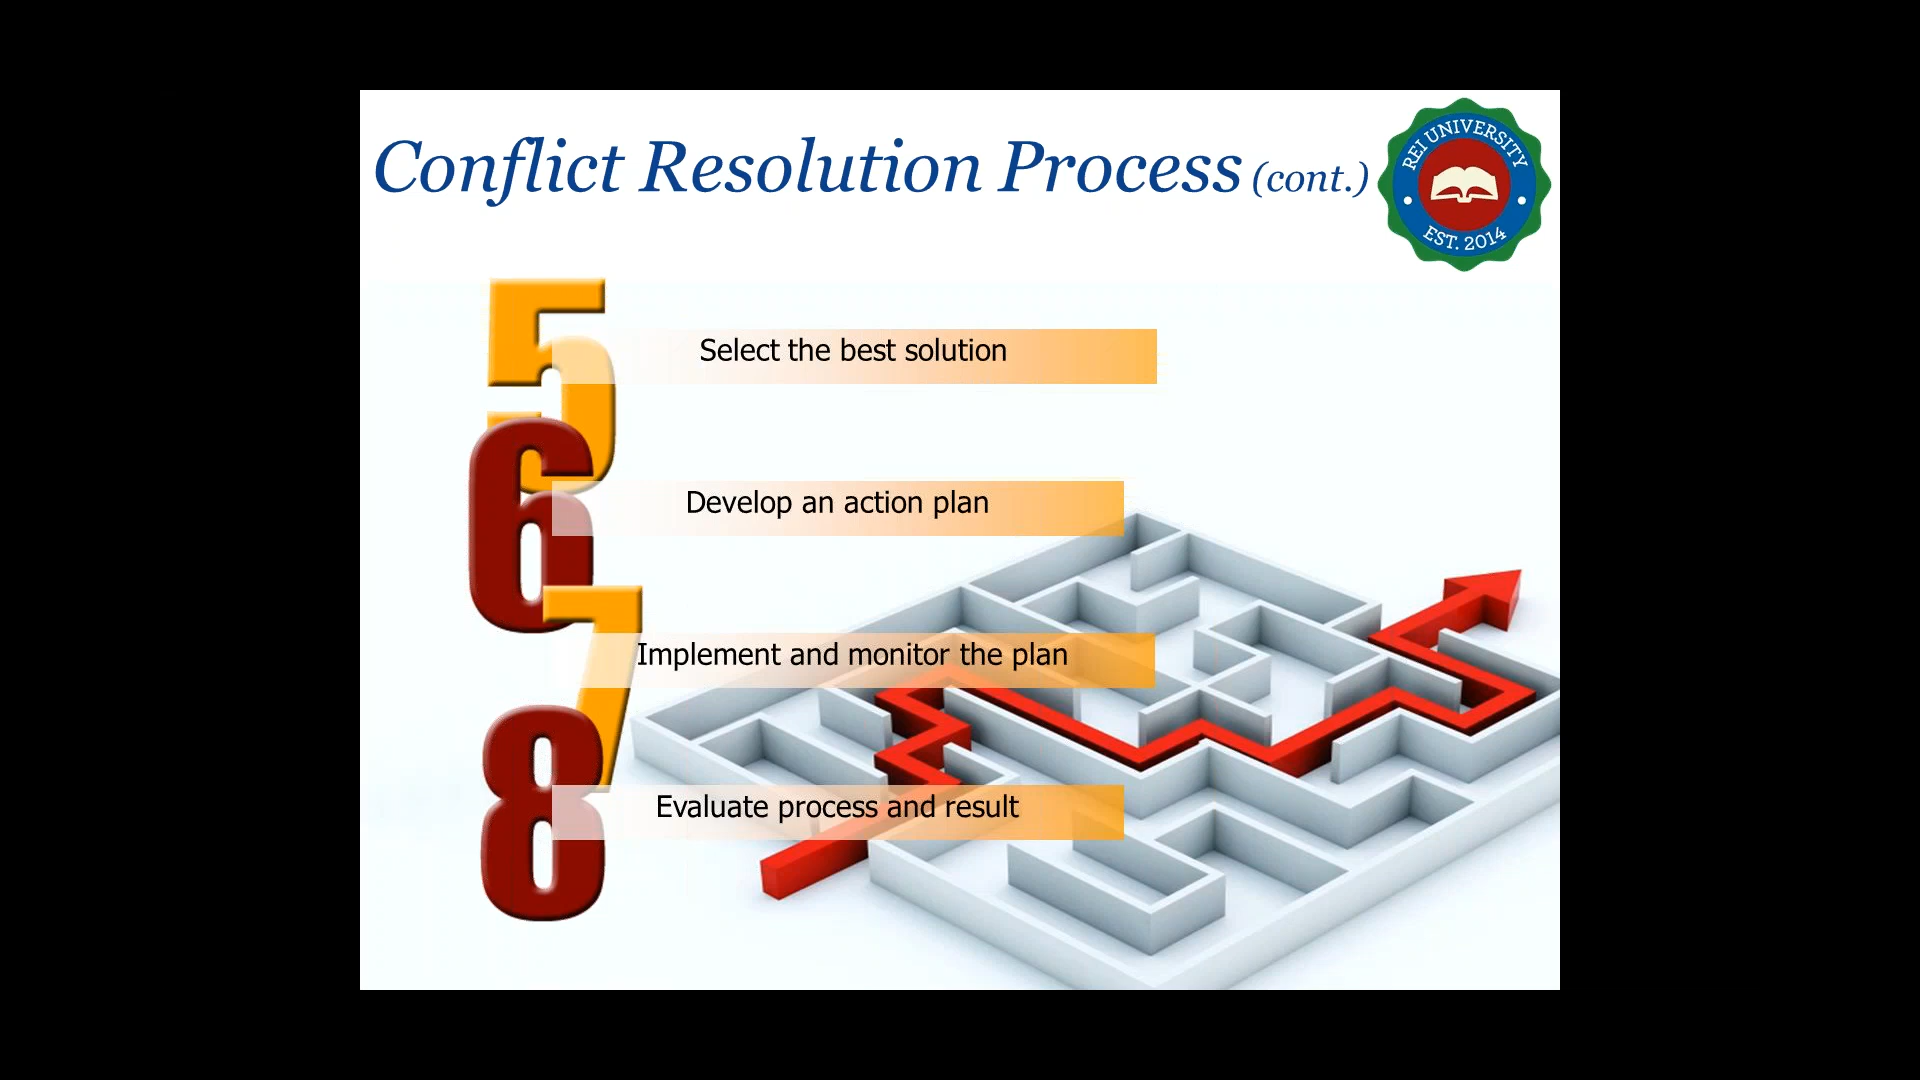 Conflict Resolution Process (cont.)
REI UNIVERSITY
EST. 2014
5
Select the best solution
6
Develop an action plan
7
Implement and monitor the plan
8
Evaluate process and result